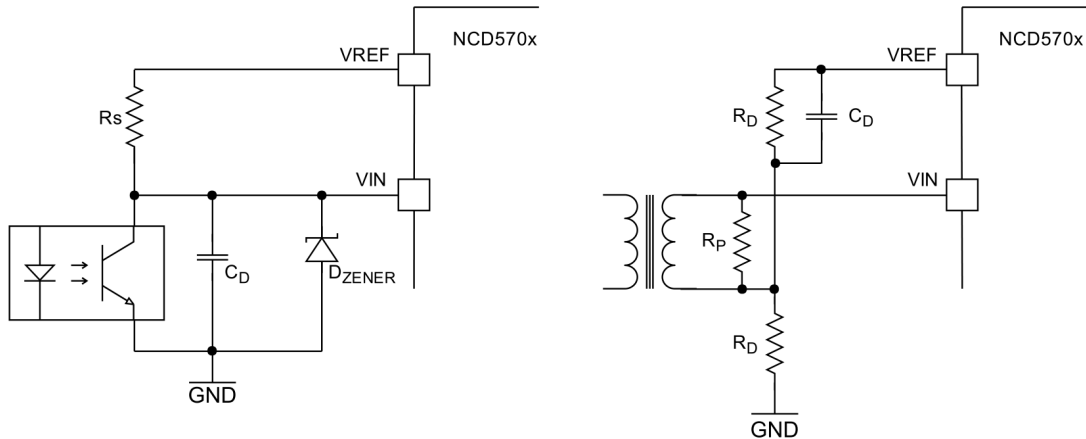 NCD570x
VREF
Rs
VIN
CD
DZENER
GND
NCD570x
VREF
RD
CD
VIN
RP
RD
GND